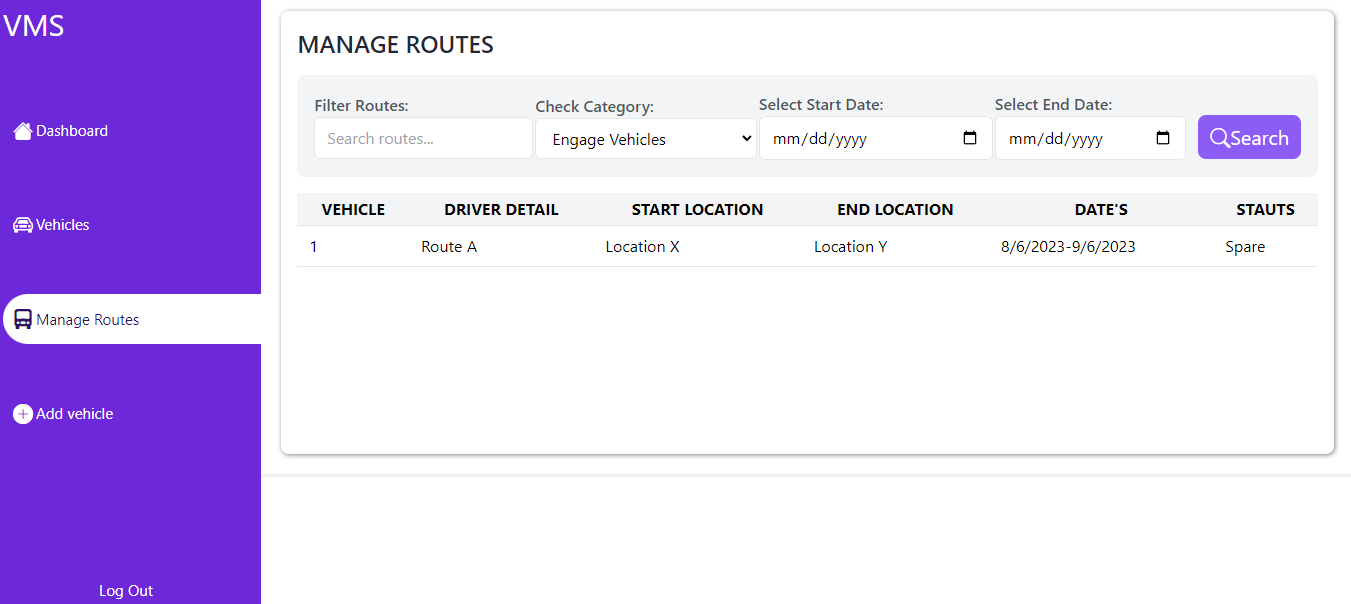 VMS
Dashboard
Vehicles
Manage Routes
Add vehicle
Log Out
MANAGE ROUTES
Filter Routes: Check Category: Select Start Date: Select End Date:
Search routes... Engage Vehicles mm/dd/yyyy mm/dd/yyyy Search
VEHICLE DRIVER DETAIL START LOCATION END LOCATION DATE'S STAUTS
1 Route A Location X Location Y 8/6/2023-9/6/2023 Spare